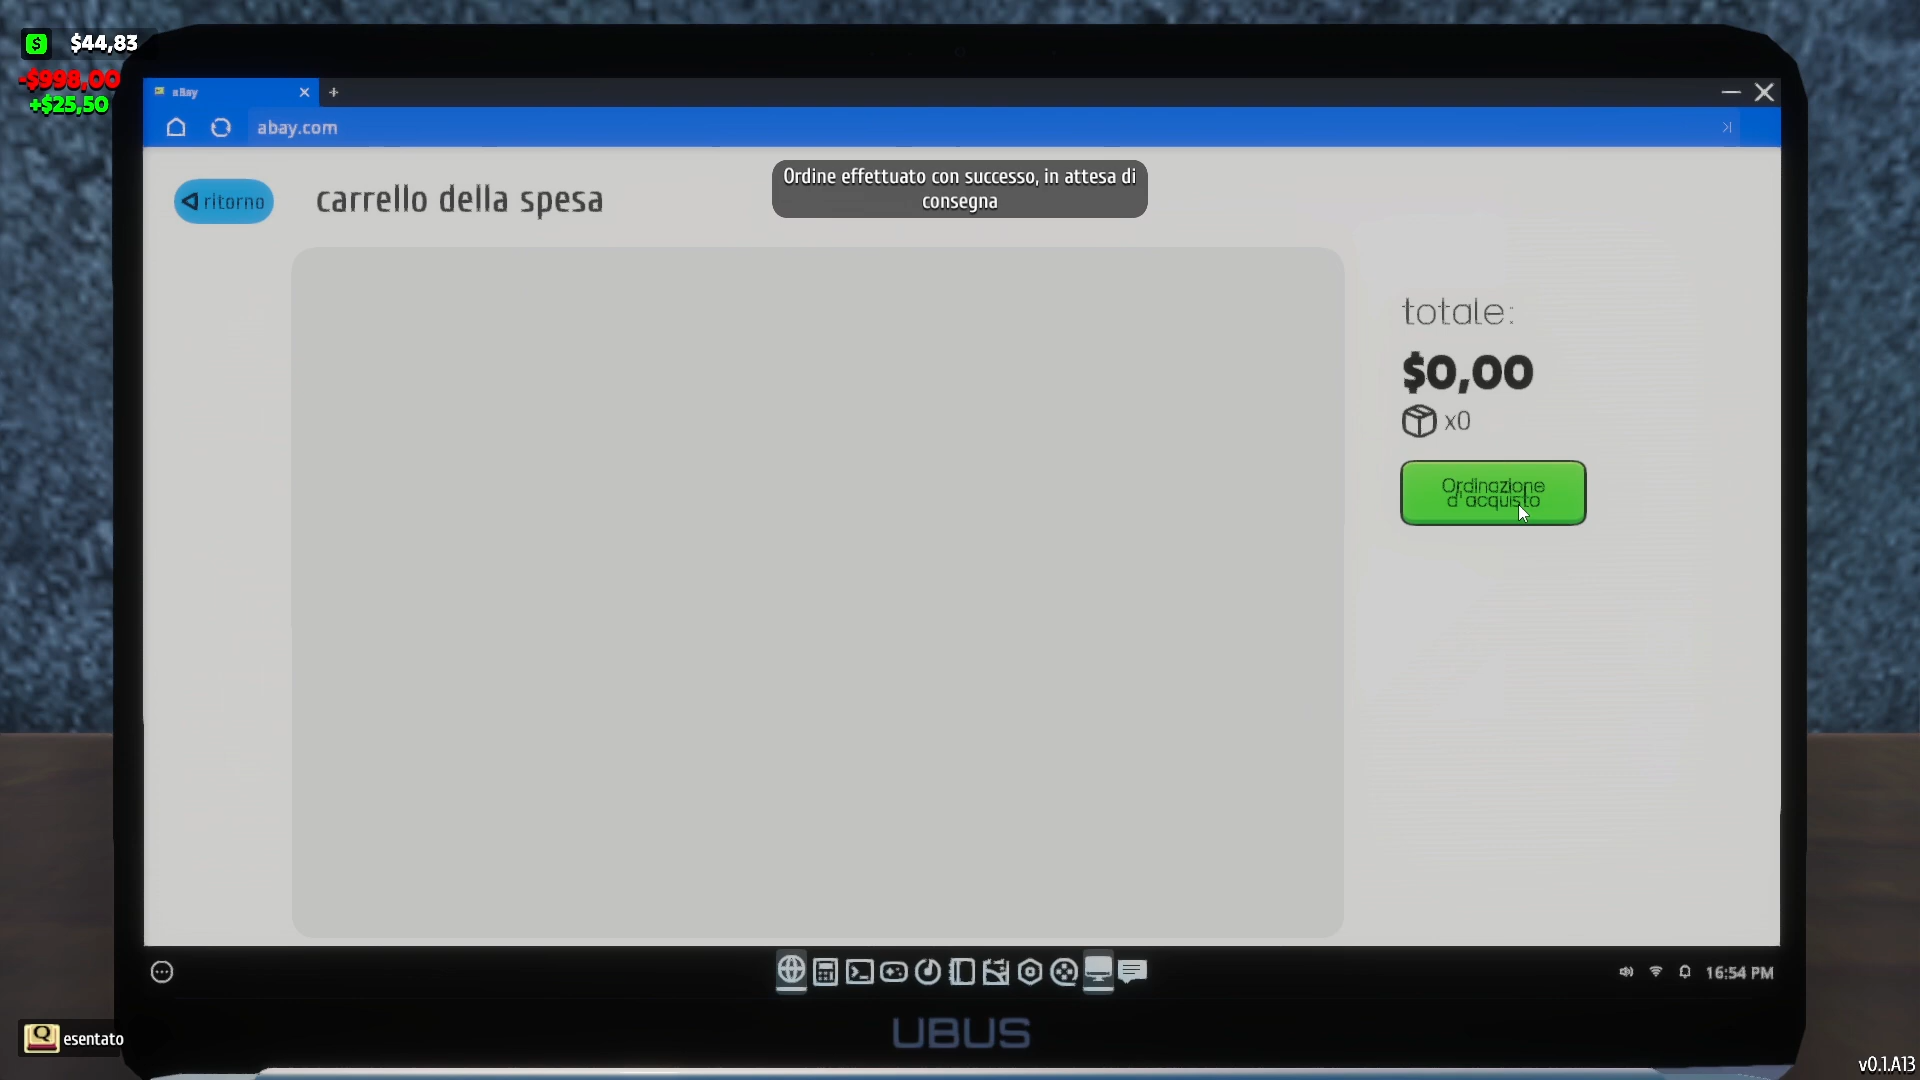 $44,83
-$998,00
+$25,50
aBay
abay.com
ritorno
carrello della spesa
Ordine effettuato con successo, in attesa di
consegna
totale:
$0,00
x0
Ordinazione
d'acquisto
16:54 PM
UBUS
Q esentato
v0.1.A13